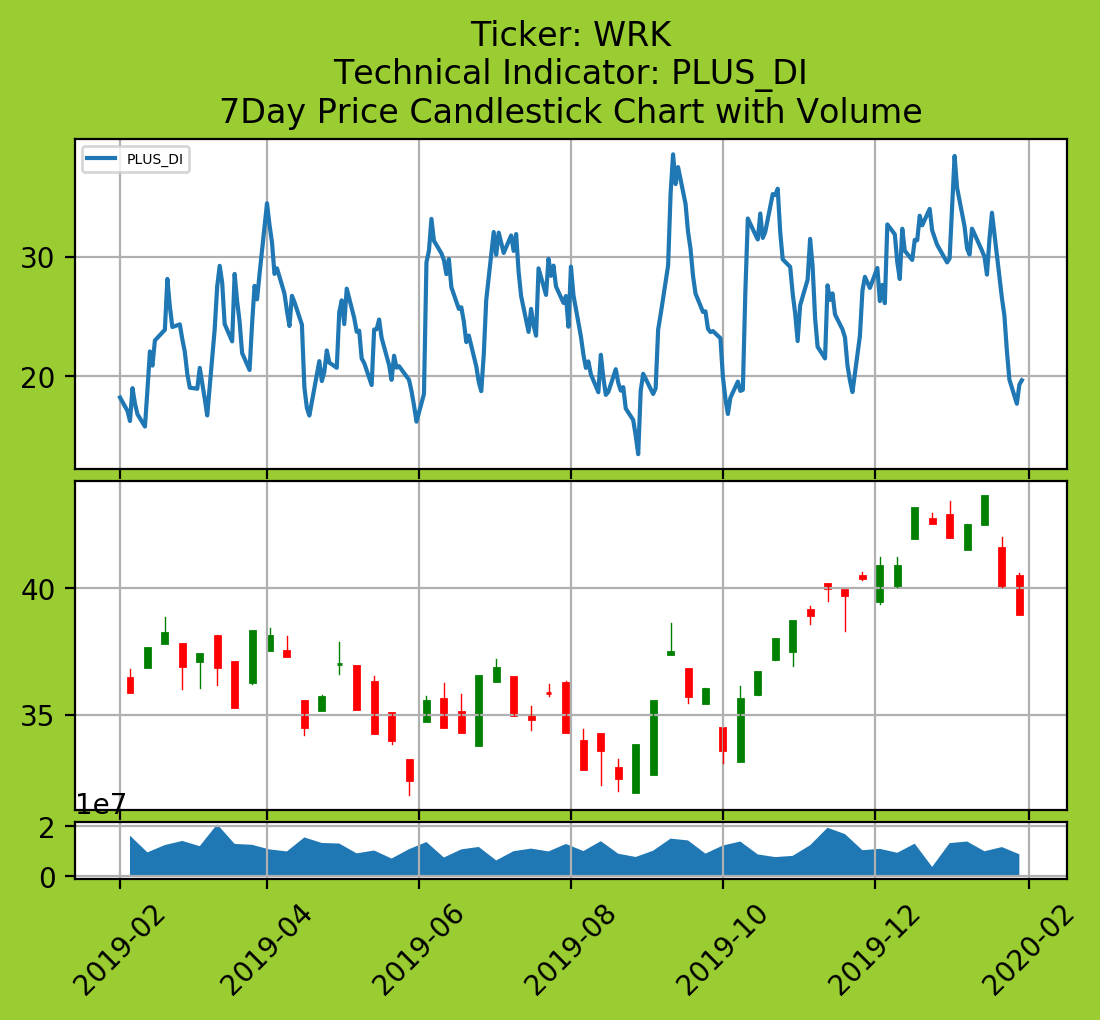 Ticker: WRK
Technical Indicator: PLUS_DI
7Day Price Candlestick Chart with Volume
PLUS_DI
30
20
40
35
1e7
2
0
2019-02
2019-04
2019-06
2019-08
2019-10
2019-12
2020-02